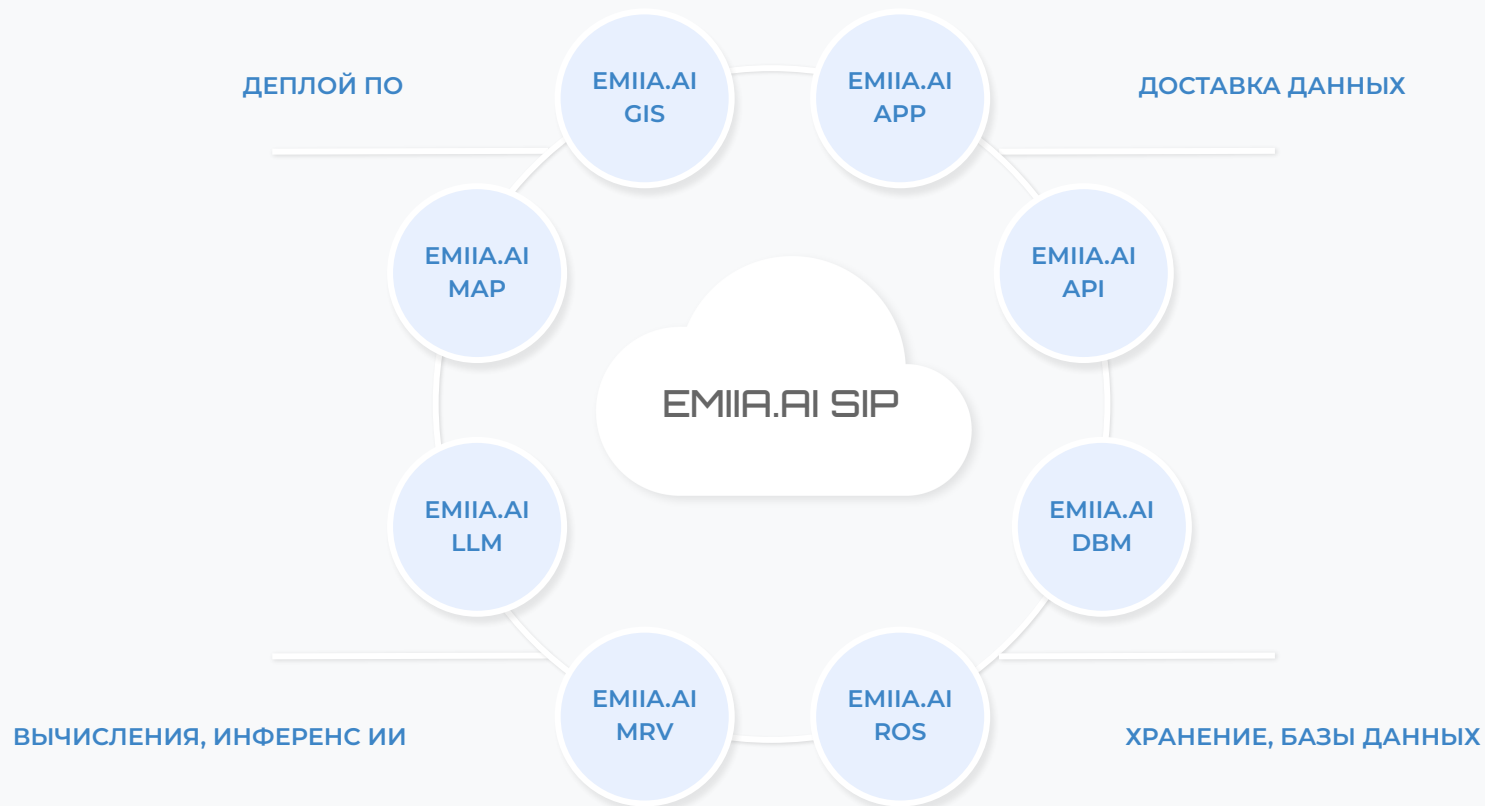 EMIIA.AI
GIS
EMIIA.AI
APP
ДЕПЛОЙ ПО
ДОСТАВКА ДАННЫХ
EMIIA.AI
MAP
EMIIA.AI
API
EMIIA.AI SIP
EMIIA.AI
LLM
EMIIA.AI
DBM
EMIIA.AI
MRV
EMIIA.AI
ROS
ВЫЧИСЛЕНИЯ, ИНФЕРЕНС ИИ
ХРАНЕНИЕ, БАЗЫ ДАННЫХ